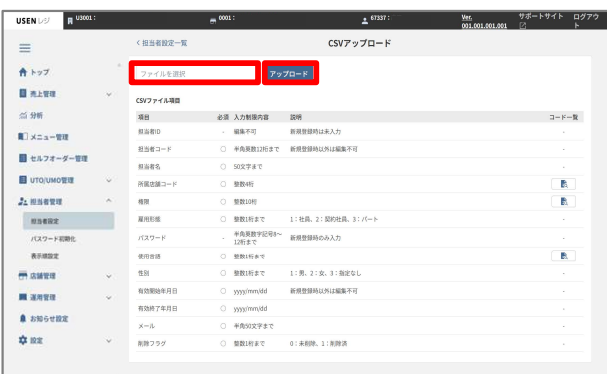 USEN レジ U3001： 0001： 67337： Ver. 001.001.001.001 サポートサイト ログアウト
く 担当者設定一覧 CSVアップロード
トップ
売上管理
分析
メニュー管理
セルフオーダー管理
UTO/UMO管理
担当者管理
担当者設定
パスワード初期化
表示順設定
店舗管理
運用管理
お知らせ設定
設定
ファイルを選択 アップロード
CSVファイル項目
項目 必須 入力制限内容 説明 コード一覧
担当者ID - 編集不可 新規登録時は未入力 -
担当者コード ○ 半角英数12桁まで 新規登録時以外は編集不可 -
担当者名 ○ 50文字まで -
所属店舗コード ○ 整数4桁
権限 ○ 整数10桁
雇用形態 ○ 整数1桁まで 1：社員、2：契約社員、3：パート -
パスワード - 半角英数字記号8～12桁まで 新規登録時のみ入力 -
使用言語 ○ 整数1桁まで
性別 ○ 整数1桁まで 1：男、2：女、3：指定なし -
有効開始年月日 ○ yyyy/mm/dd 新規登録時以外は編集不可 -
有効終了年月日 ○ yyyy/mm/dd -
メール ○ 半角50文字まで -
削除フラグ ○ 整数1桁まで 0：未削除、1：削除済 -